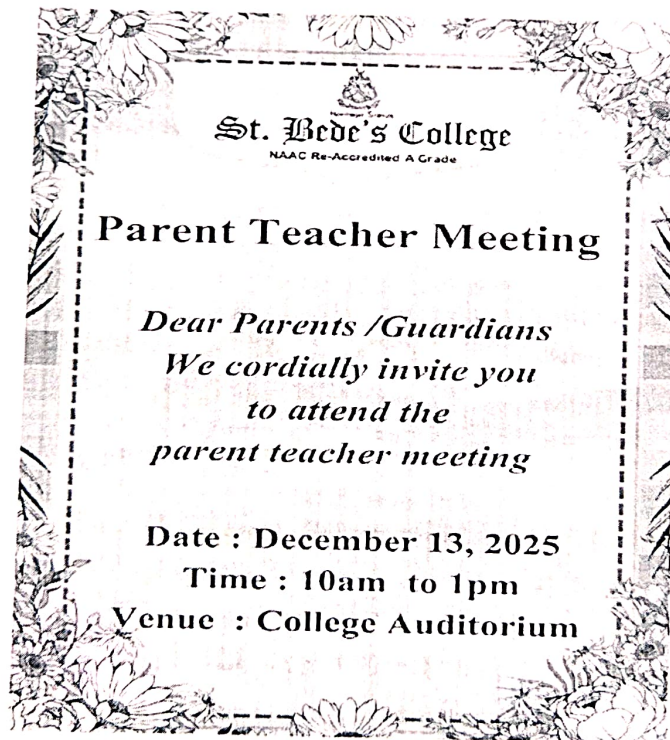 St. Bede's College
NAAC Re-Accredited A Grade
Parent Teacher Meeting
Dear Parents /Guardians
We cordially invite you
to attend the
parent teacher meeting
Date : December 13, 2025
Time : 10am to 1pm
Venue : College Auditorium